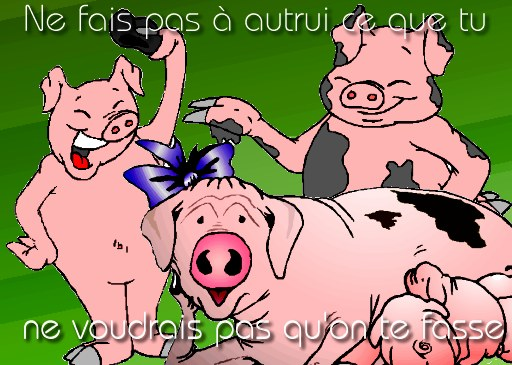 Ne fais pas à autrui ce que tu
ne voudrais pas qu'on te fasse